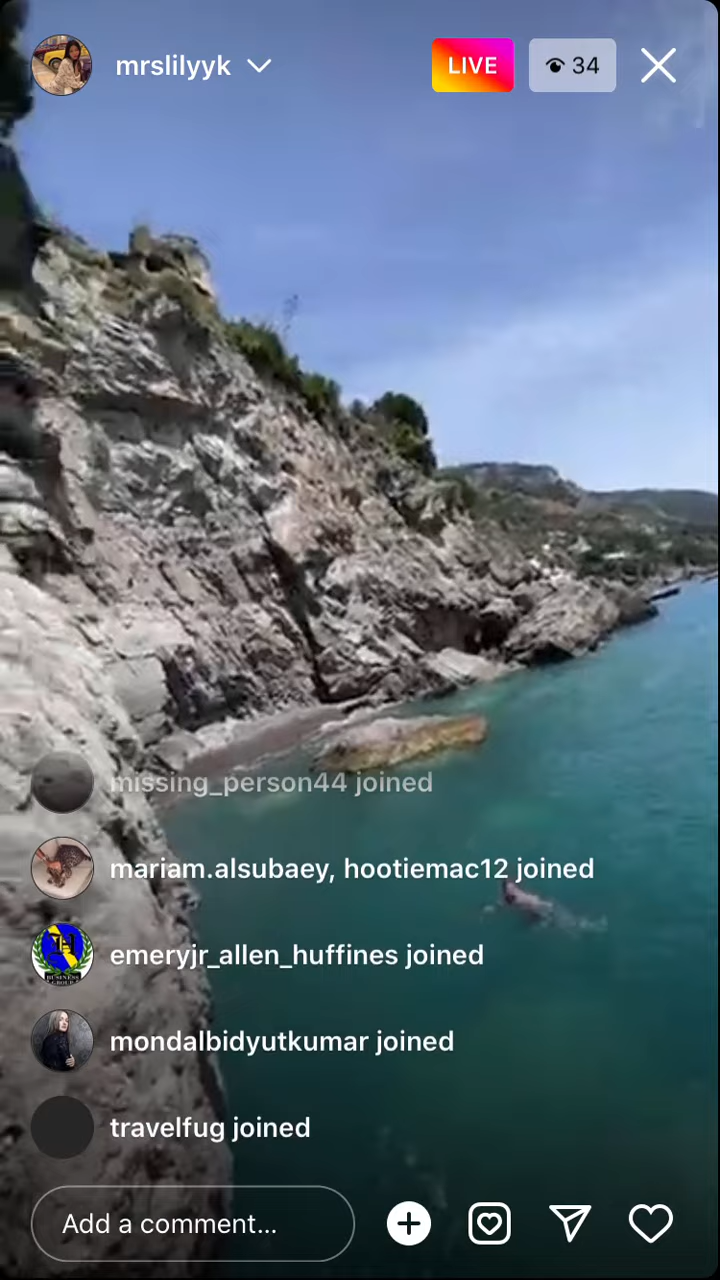 mrslilyyk
LIVE
34
missing_person44 joined
mariam.alsubaey, hootiemac12 joined
emeryjr_allen_huffines joined
mondalbidyutkumar joined
travelfug joined
Add a comment...